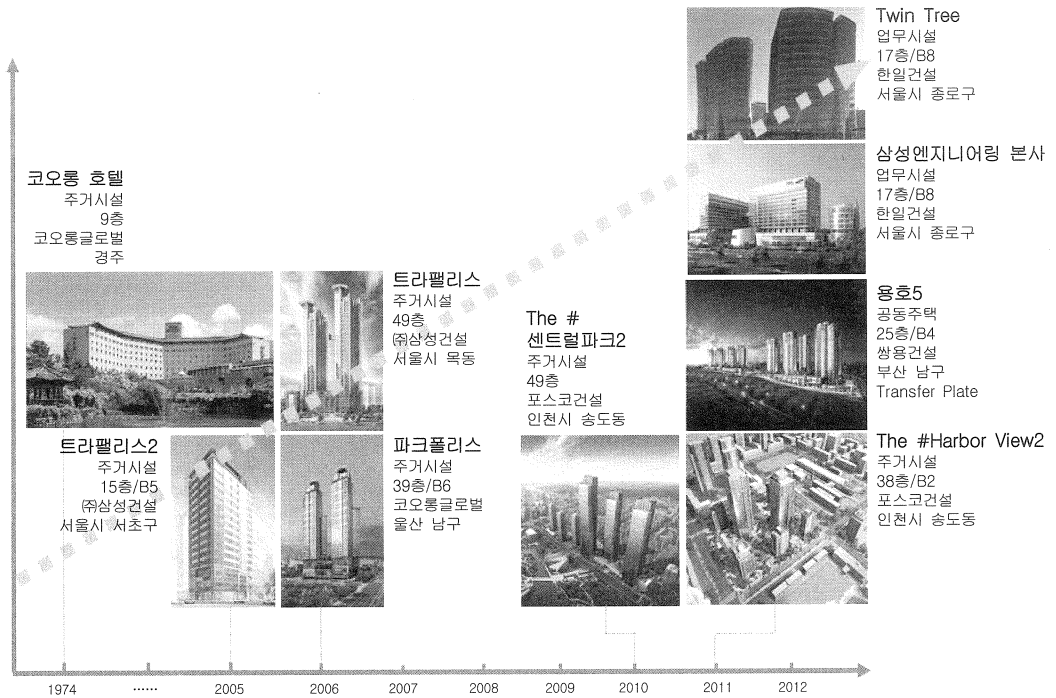 Twin Tree
업무시설
17층/B8
한일건설
서울시 종로구
삼성엔지니어링 본사
업무시설
17층/B8
한일건설
서울시 종로구
코오롱 호텔
주거시설
9층
코오롱글로벌
경주
트라팰리스
주거시설
49층
㈜삼성건설
서울시 목동
The #
센트럴파크2
주거시설
49층
포스코건설
인천시 송도동
용호5
공동주택
25층/B4
쌍용건설
부산 남구
Transfer Plate
트라팰리스2
주거시설
15층/B5
㈜삼성건설
서울시 서초구
파크폴리스
주거시설
39층/B6
코오롱글로벌
울산 남구
The #Harbor View2
주거시설
38층/B2
포스코건설
인천시 송도동
1974 ...... 2005 2006 2007 2008 2009 2010 2011 2012